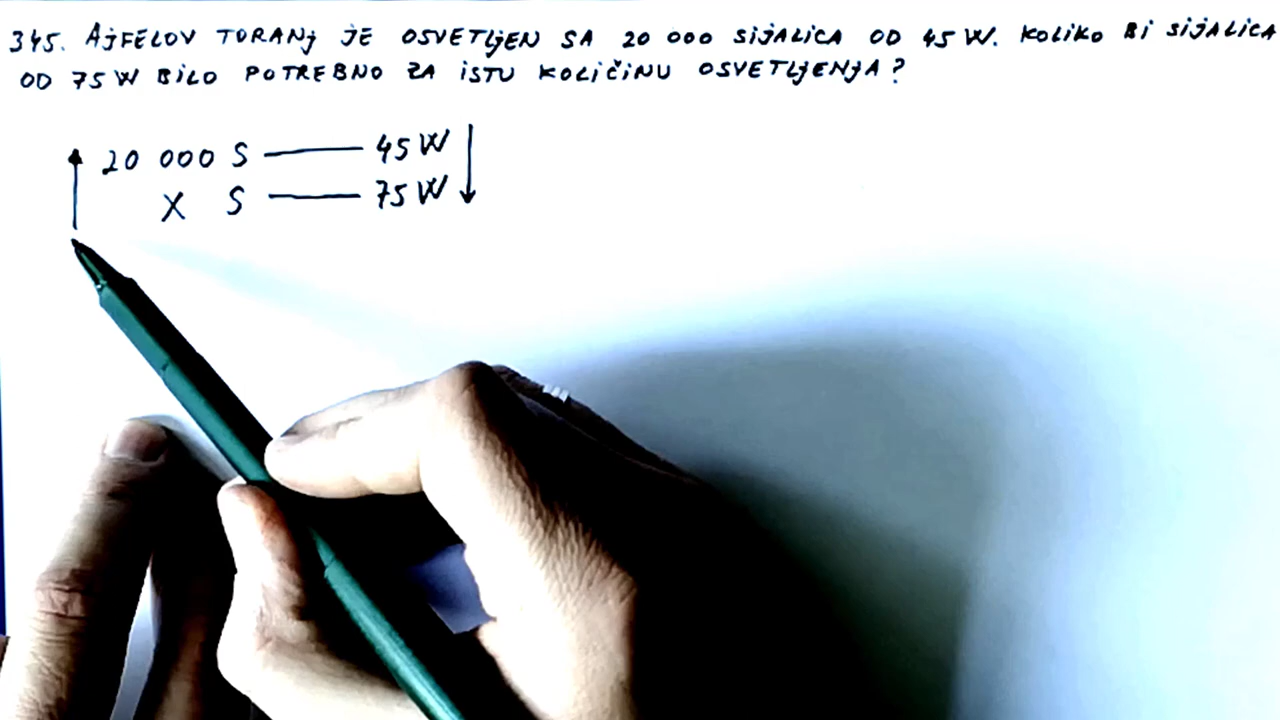 345. AjFELOV TORANj JE OSVETLjEN SA 20 000 SIJALICA OD 45 W. KOLIKO BI SIJALICA
OD 75 W BILO POTREBNO ZA ISTU KOLIČINU OSVETLjENjA?
20 000 S — 45 W
X S — 75 W